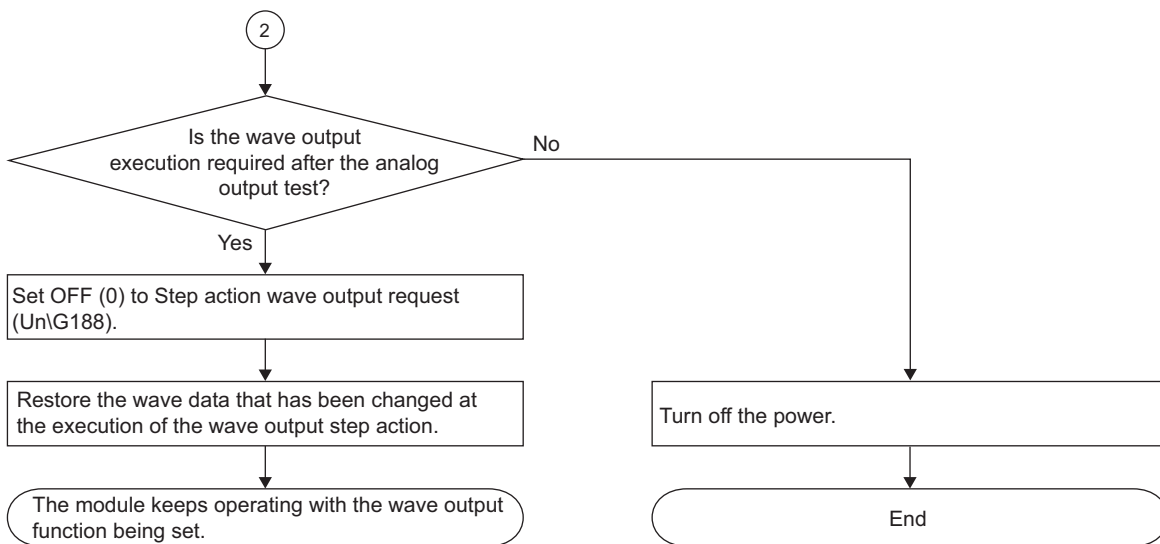 2
Is the wave output
execution required after the analog
output test?
No
Yes
Set OFF (0) to Step action wave output request
(Un\G188).
Restore the wave data that has been changed at
the execution of the wave output step action.
Turn off the power.
The module keeps operating with the wave output
function being set.
End